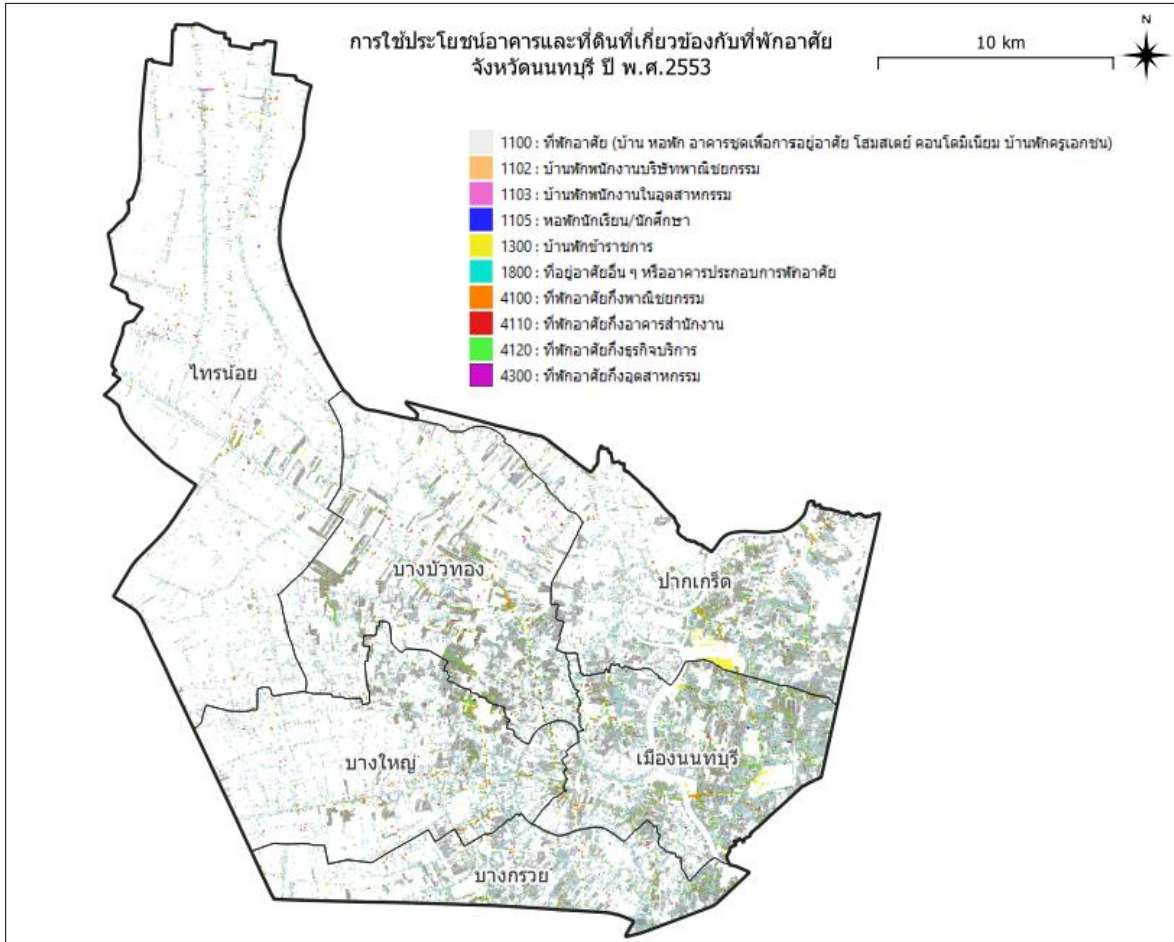 การใช้ประโยชน์อาคารและที่ดินที่เกี่ยวข้องกับที่พักอาศัย
จังหวัดนนทบุรี ปี พ.ศ.2553
10 km
N
1100 : ที่พักอาศัย (บ้าน หอพัก อาคารชุดเพื่อการอยู่อาศัย โฮมสเตย์ คอนโดมิเนียม บ้านพักครูเอกชน)
1102 : บ้านพักพนักงานบริษัทพาณิชยกรรม
1103 : บ้านพักพนักงานในอุตสาหกรรม
1105 : หอพักนักเรียน/นักศึกษา
1300 : บ้านพักข้าราชการ
1800 : ที่อยู่อาศัยอื่น ๆ หรืออาคารประกอบการพักอาศัย
4100 : ที่พักอาศัยกึ่งพาณิชยกรรม
4110 : ที่พักอาศัยกึ่งอาคารสำนักงาน
4120 : ที่พักอาศัยกึ่งธุรกิจบริการ
4300 : ที่พักอาศัยกึ่งอุตสาหกรรม
ไทรน้อย
บางบัวทอง
ปากเกร็ด
บางใหญ่
เมืองนนทบุรี
บางกรวย